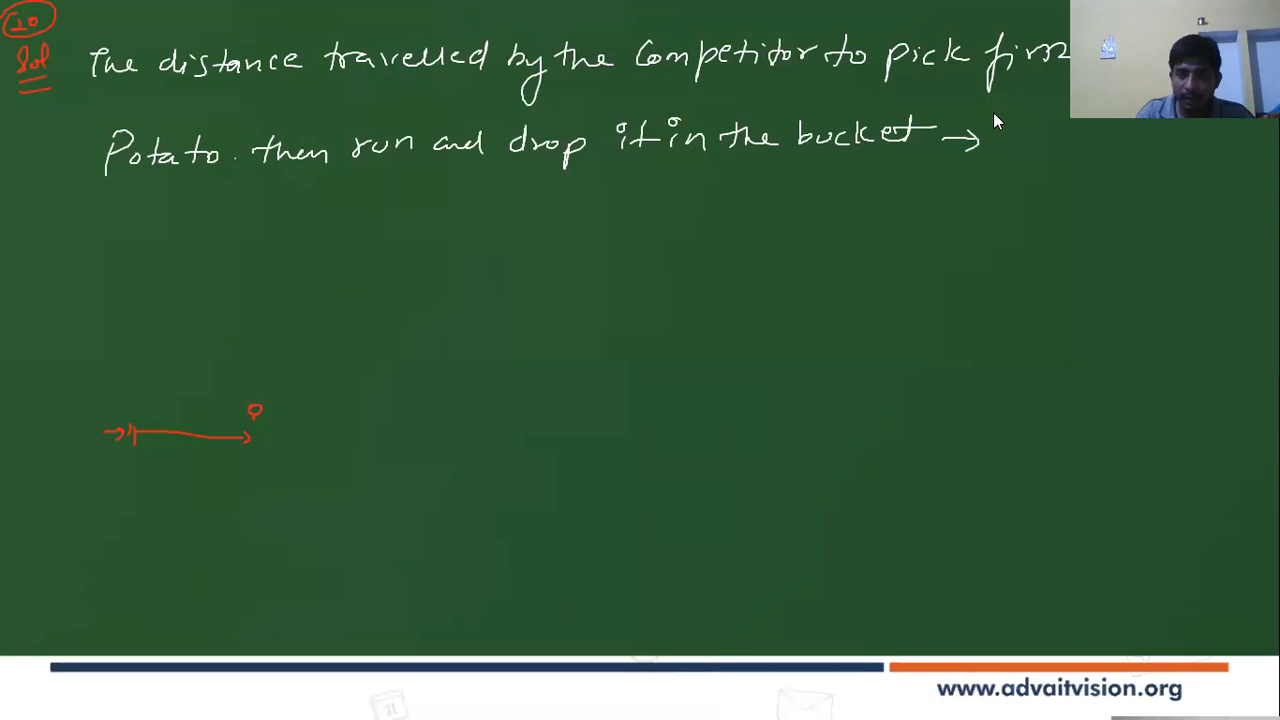 20
Sol The distance travelled by the Competitor to pick first
Potato. then run and drop it in the bucket →
www.advaitvision.org